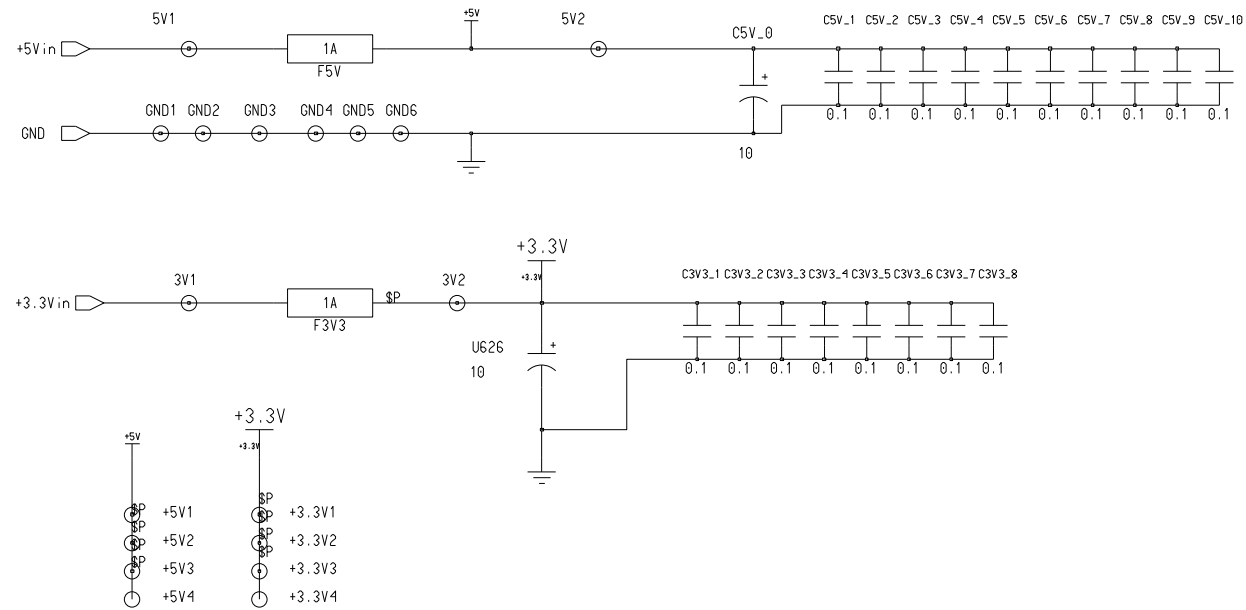 5V1 +5V 5V2 C5V_0 C5V_1 C5V_2 C5V_3 C5V_4 C5V_5 C5V_6 C5V_7 C5V_8 C5V_9 C5V_10
+5Vin 1A +
F5V
GND1 GND2 GND3 GND4 GND5 GND6 0.1 0.1 0.1 0.1 0.1 0.1 0.1 0.1 0.1 0.1
GND
10
+3.3V
+3.3V C3V3_1 C3V3_2 C3V3_3 C3V3_4 C3V3_5 C3V3_6 C3V3_7 C3V3_8
3V1 3V2
+3.3Vin 1A $P
F3V3
U626 +
10 0.1 0.1 0.1 0.1 0.1 0.1 0.1 0.1
+3.3V
+5V +3.3V
$P
$P +5V1 $P +3.3V1
$P $P
$P +5V2 $P +3.3V2
$P
+5V3 +3.3V3
+5V4 +3.3V4